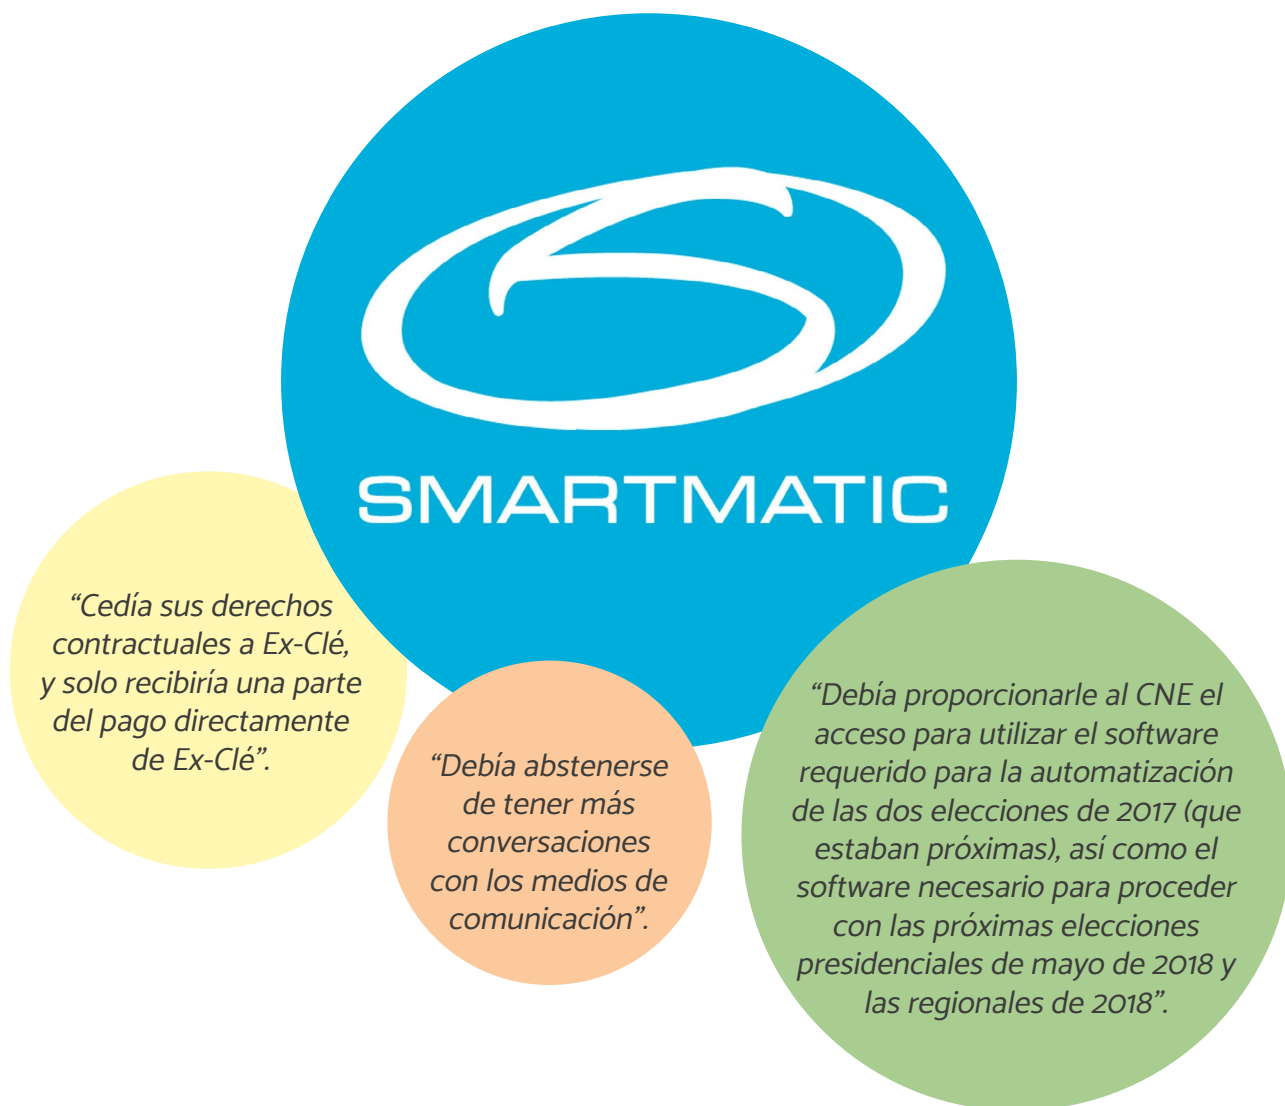 SMARTMATIC
“Cedía sus derechos
contractuales a Ex-Clé,
y solo recibiría una parte
del pago directamente
de Ex-Clé”.
“Debía abstenerse
de tener más
conversaciones
con los medios de
comunicación”.
“Debía proporcionarle al CNE el
acceso para utilizar el software
requerido para la automatización
de las dos elecciones de 2017 (que
estaban próximas), así como el
software necesario para proceder
con las próximas elecciones
presidenciales de mayo de 2018 y
las regionales de 2018”.